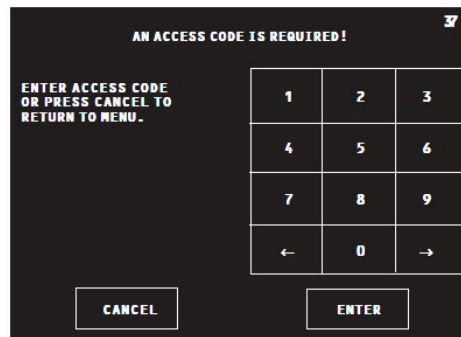 37
AN ACCESS CODE IS REQUIRED!
ENTER ACCESS CODE
OR PRESS CANCEL TO
RETURN TO MENU.
1 2 3
4 5 6
7 8 9
← 0 →
CANCEL ENTER